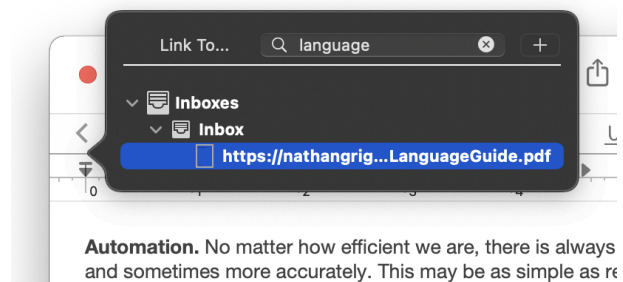 Link To...
language
Inboxes
Inbox
https://nathangrig...LanguageGuide.pdf
0
Automation. No matter how efficient we are, there is always
and sometimes more accurately. This may be as simple as re